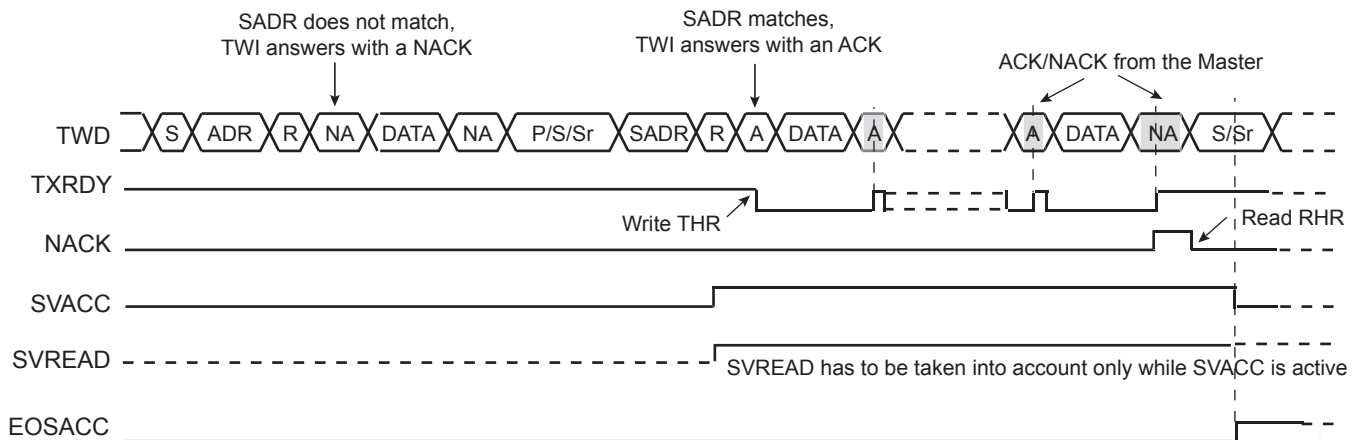 SADR does not match,
TWI answers with a NACK
SADR matches,
TWI answers with an ACK
ACK/NACK from the Master
TWD S ADR R NA DATA NA P/S/Sr SADR R A DATA A A DATA NA S/Sr
TXRDY
Write THR
Read RHR
NACK
SVACC
SVREAD
SVREAD has to be taken into account only while SVACC is active
EOSACC